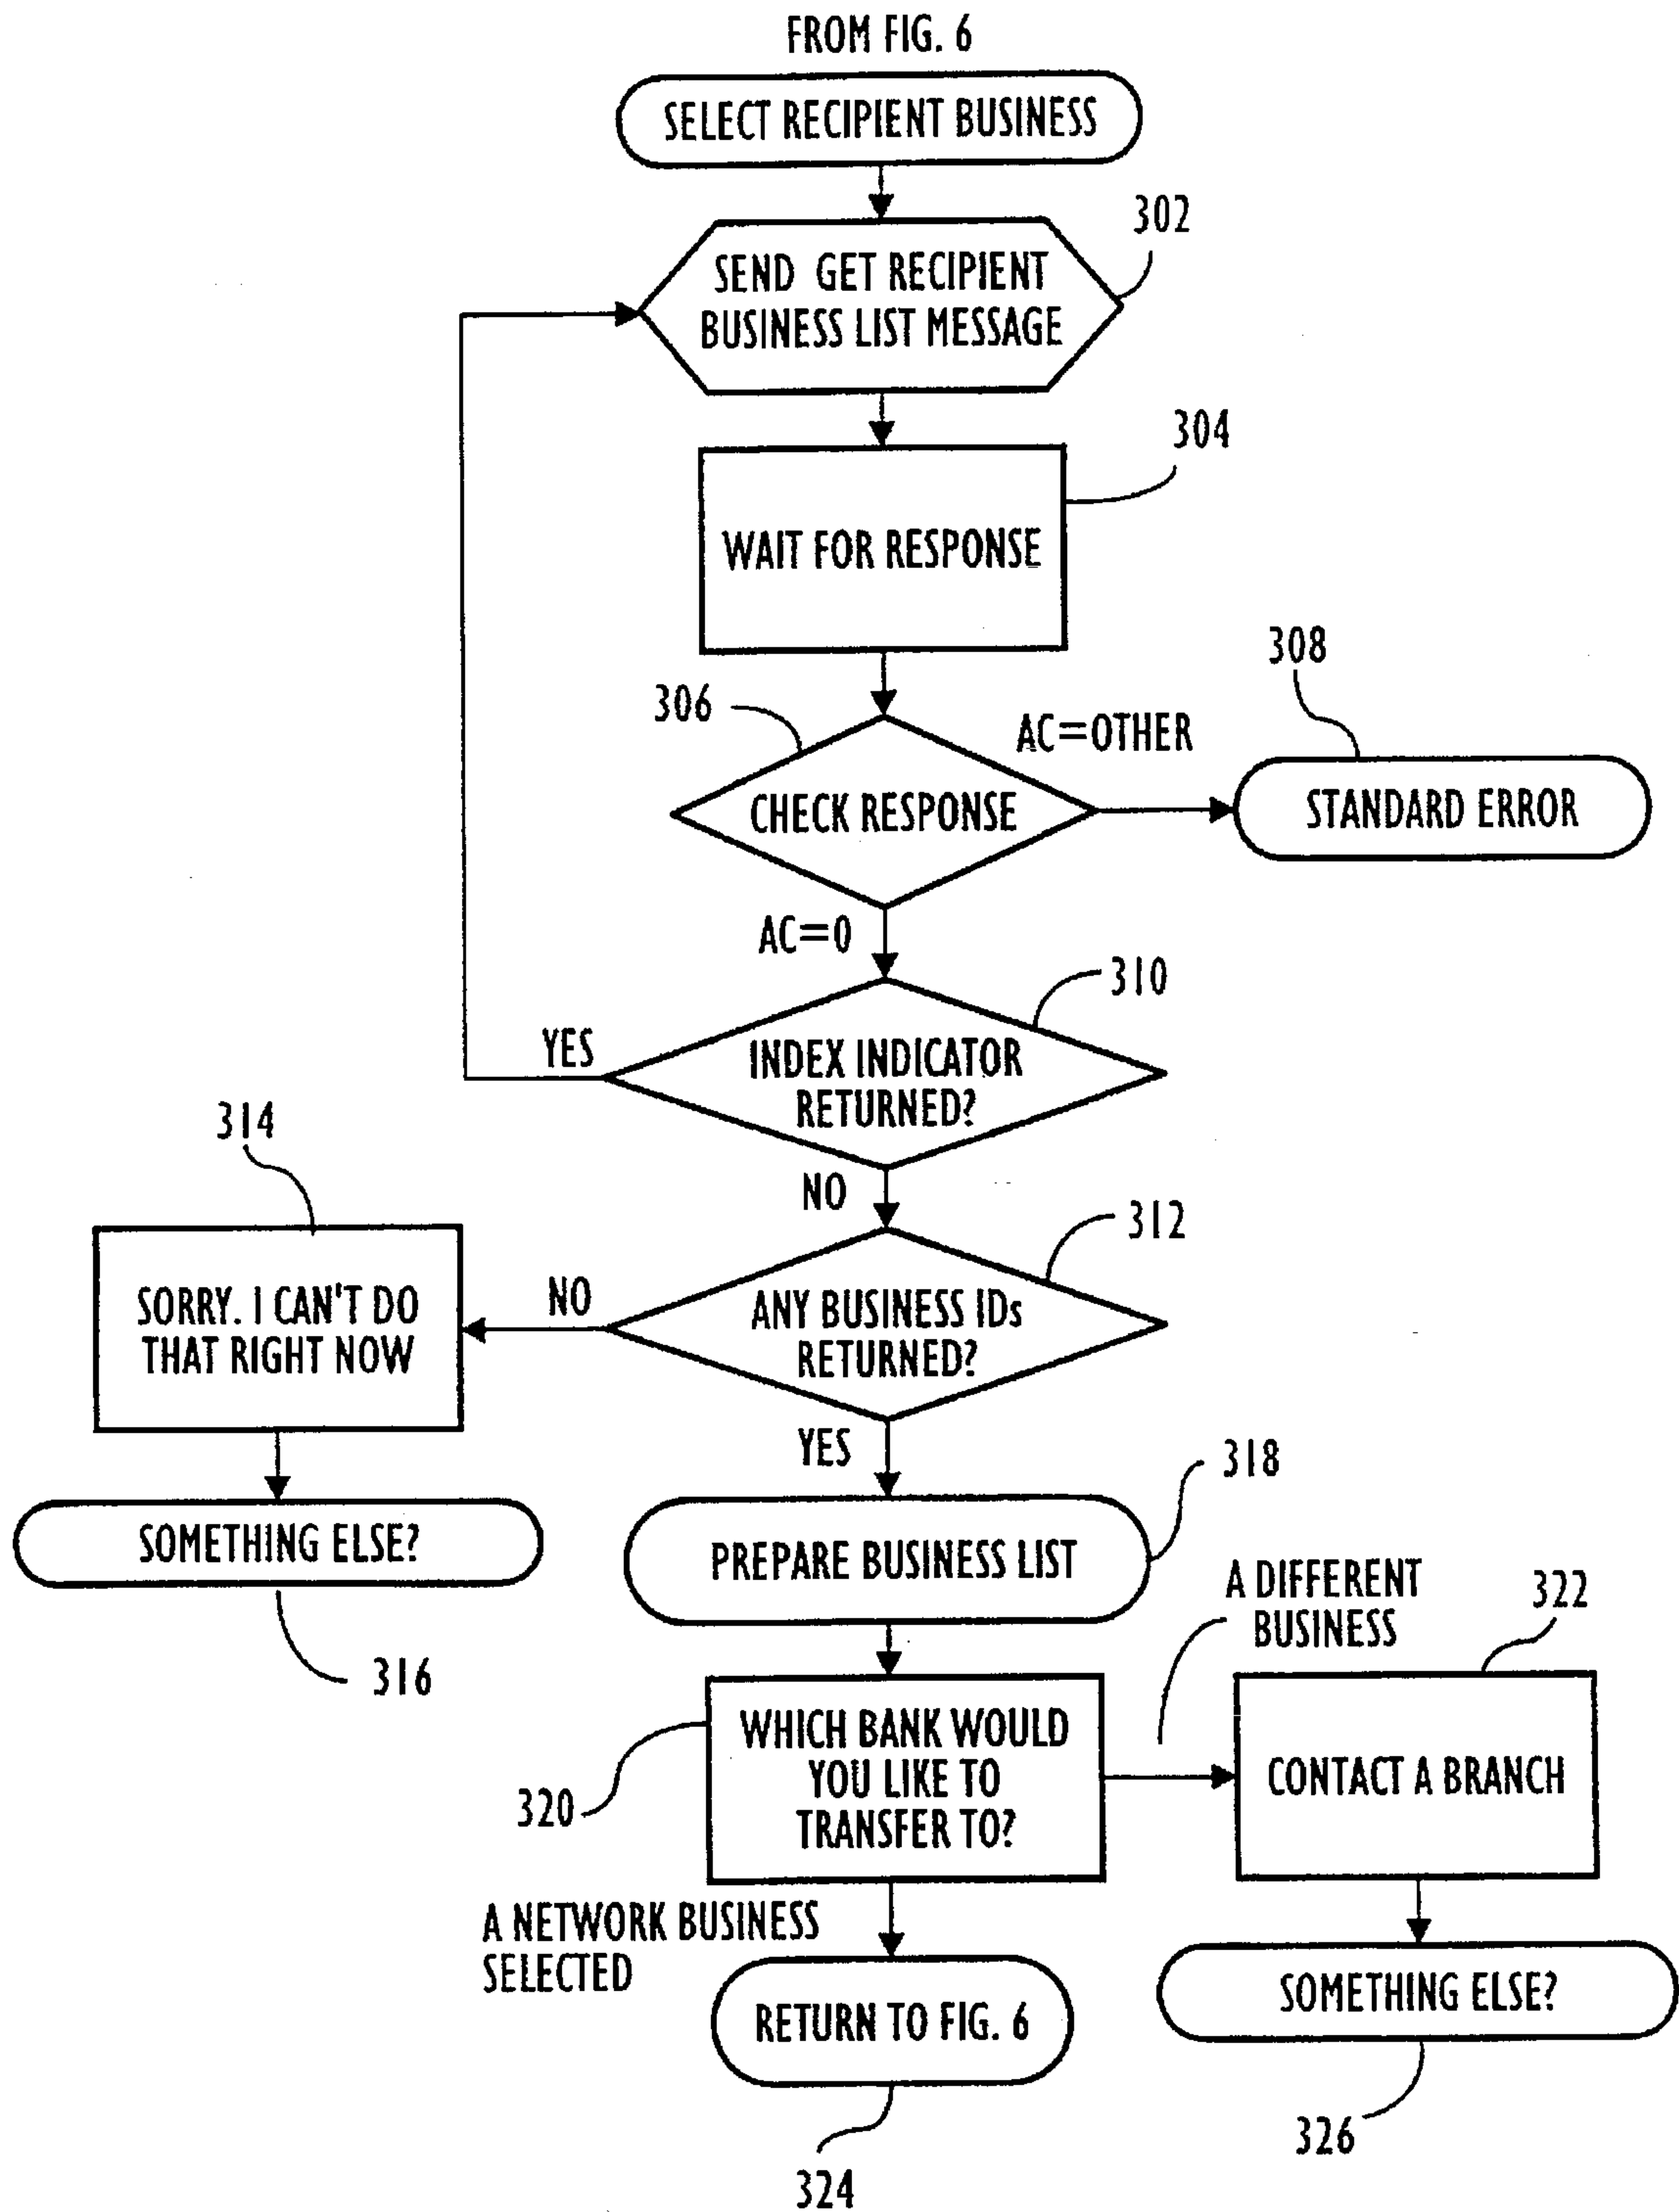 FROM FIG. 6
SELECT RECIPIENT BUSINESS
302
SEND GET RECIPIENT
BUSINESS LIST MESSAGE
304
WAIT FOR RESPONSE
308
306
AC=OTHER
CHECK RESPONSE
STANDARD ERROR
AC=0
310
YES
INDEX INDICATOR
RETURNED?
314
NO
312
SORRY. I CAN'T DO
THAT RIGHT NOW
NO
ANY BUSINESS IDs
RETURNED?
YES
318
SOMETHING ELSE?
PREPARE BUSINESS LIST
316
A DIFFERENT
BUSINESS
322
320
WHICH BANK WOULD
YOU LIKE TO
TRANSFER TO?
CONTACT A BRANCH
A NETWORK BUSINESS
SELECTED
RETURN TO FIG. 6
SOMETHING ELSE?
326
324